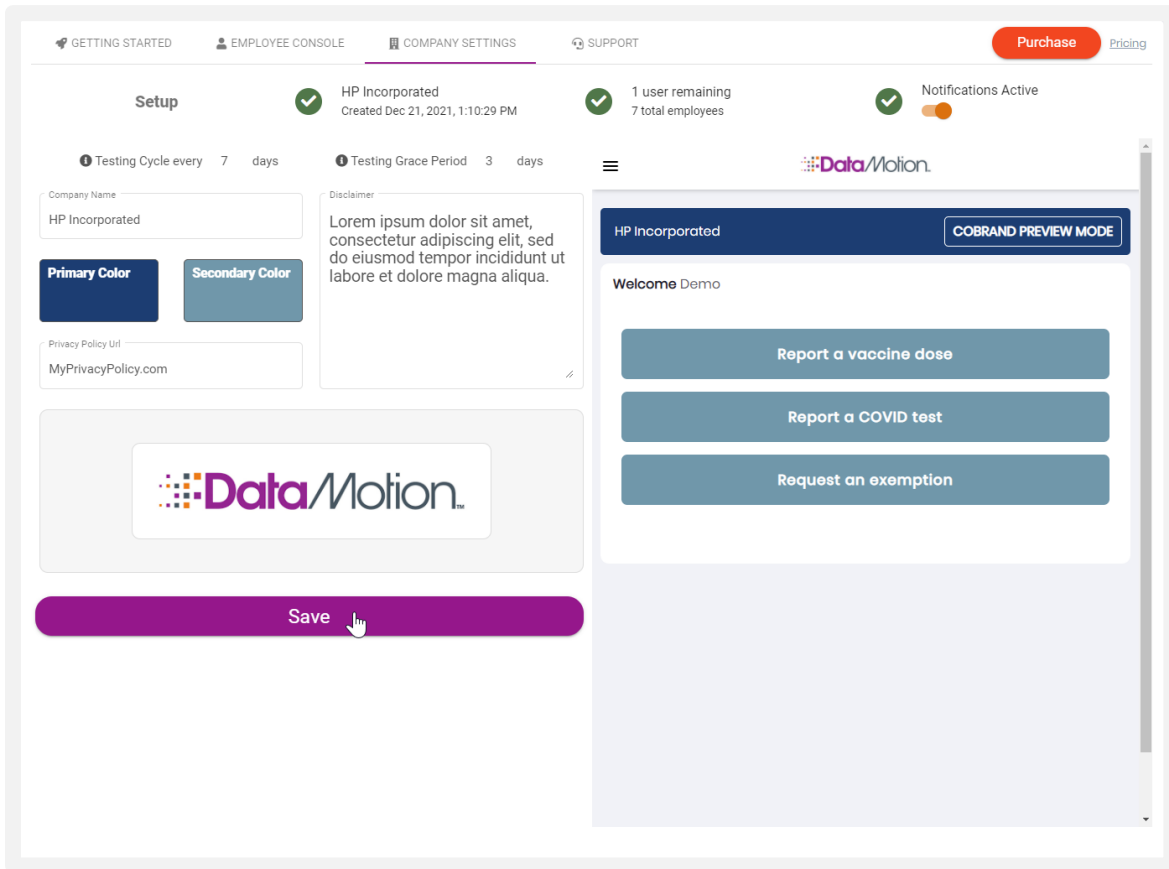 GETTING STARTED
EMPLOYEE CONSOLE
COMPANY SETTINGS
SUPPORT
Purchase
Pricing
Setup
HP Incorporated
Created Dec 21, 2021, 1:10:29 PM
1 user remaining
7 total employees
Notifications Active
Testing Cycle every 7 days
Testing Grace Period 3 days
Company Name
HP Incorporated
Primary Color
Secondary Color
Privacy Policy Url
MyPrivacyPolicy.com
Disclaimer
Lorem ipsum dolor sit amet,
consectetur adipiscing elit, sed
do eiusmod tempor incididunt ut
labore et dolore magna aliqua.
DataMotion™
Save
DataMotion
HP Incorporated
COBRAND PREVIEW MODE
Welcome Demo
Report a vaccine dose
Report a COVID test
Request an exemption